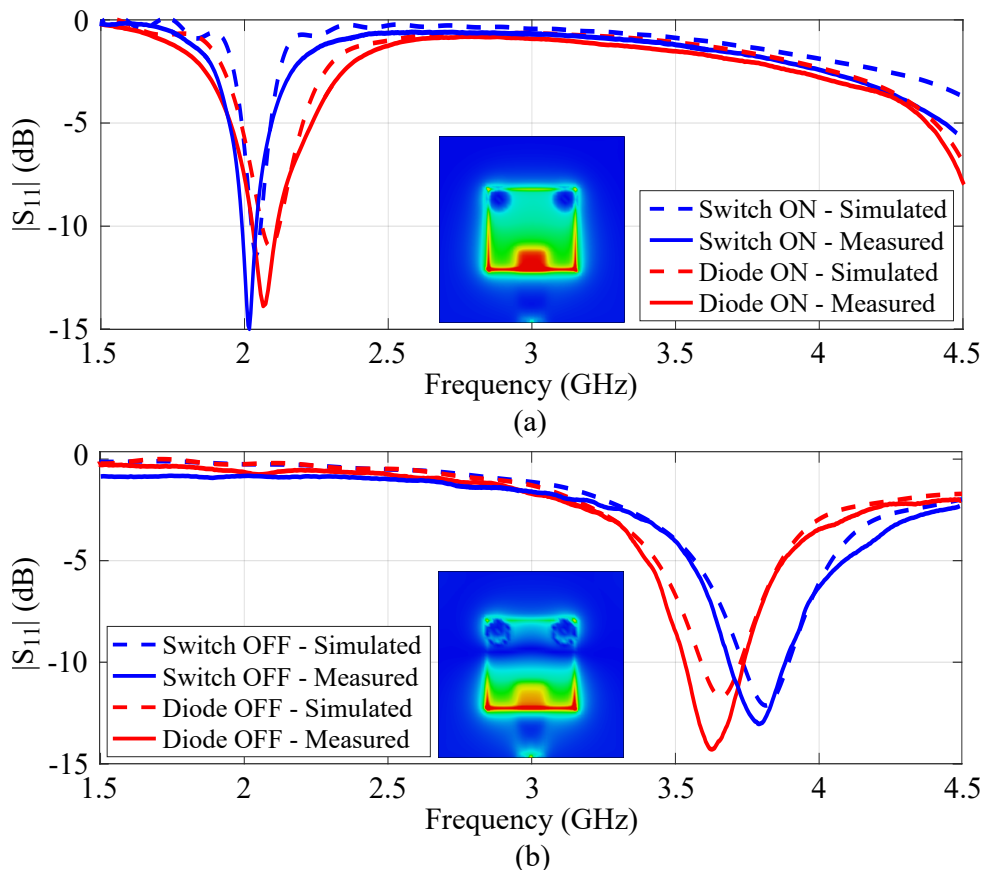 0
-5
-10
-15
|S11| (dB)
Switch ON - Simulated
Switch ON - Measured
Diode ON - Simulated
Diode ON - Measured
1.5 2 2.5 3 3.5 4 4.5
Frequency (GHz)
(a)
0
-5
-10
-15
|S11| (dB)
Switch OFF - Simulated
Switch OFF - Measured
Diode OFF - Simulated
Diode OFF - Measured
1.5 2 2.5 3 3.5 4 4.5
Frequency (GHz)
(b)